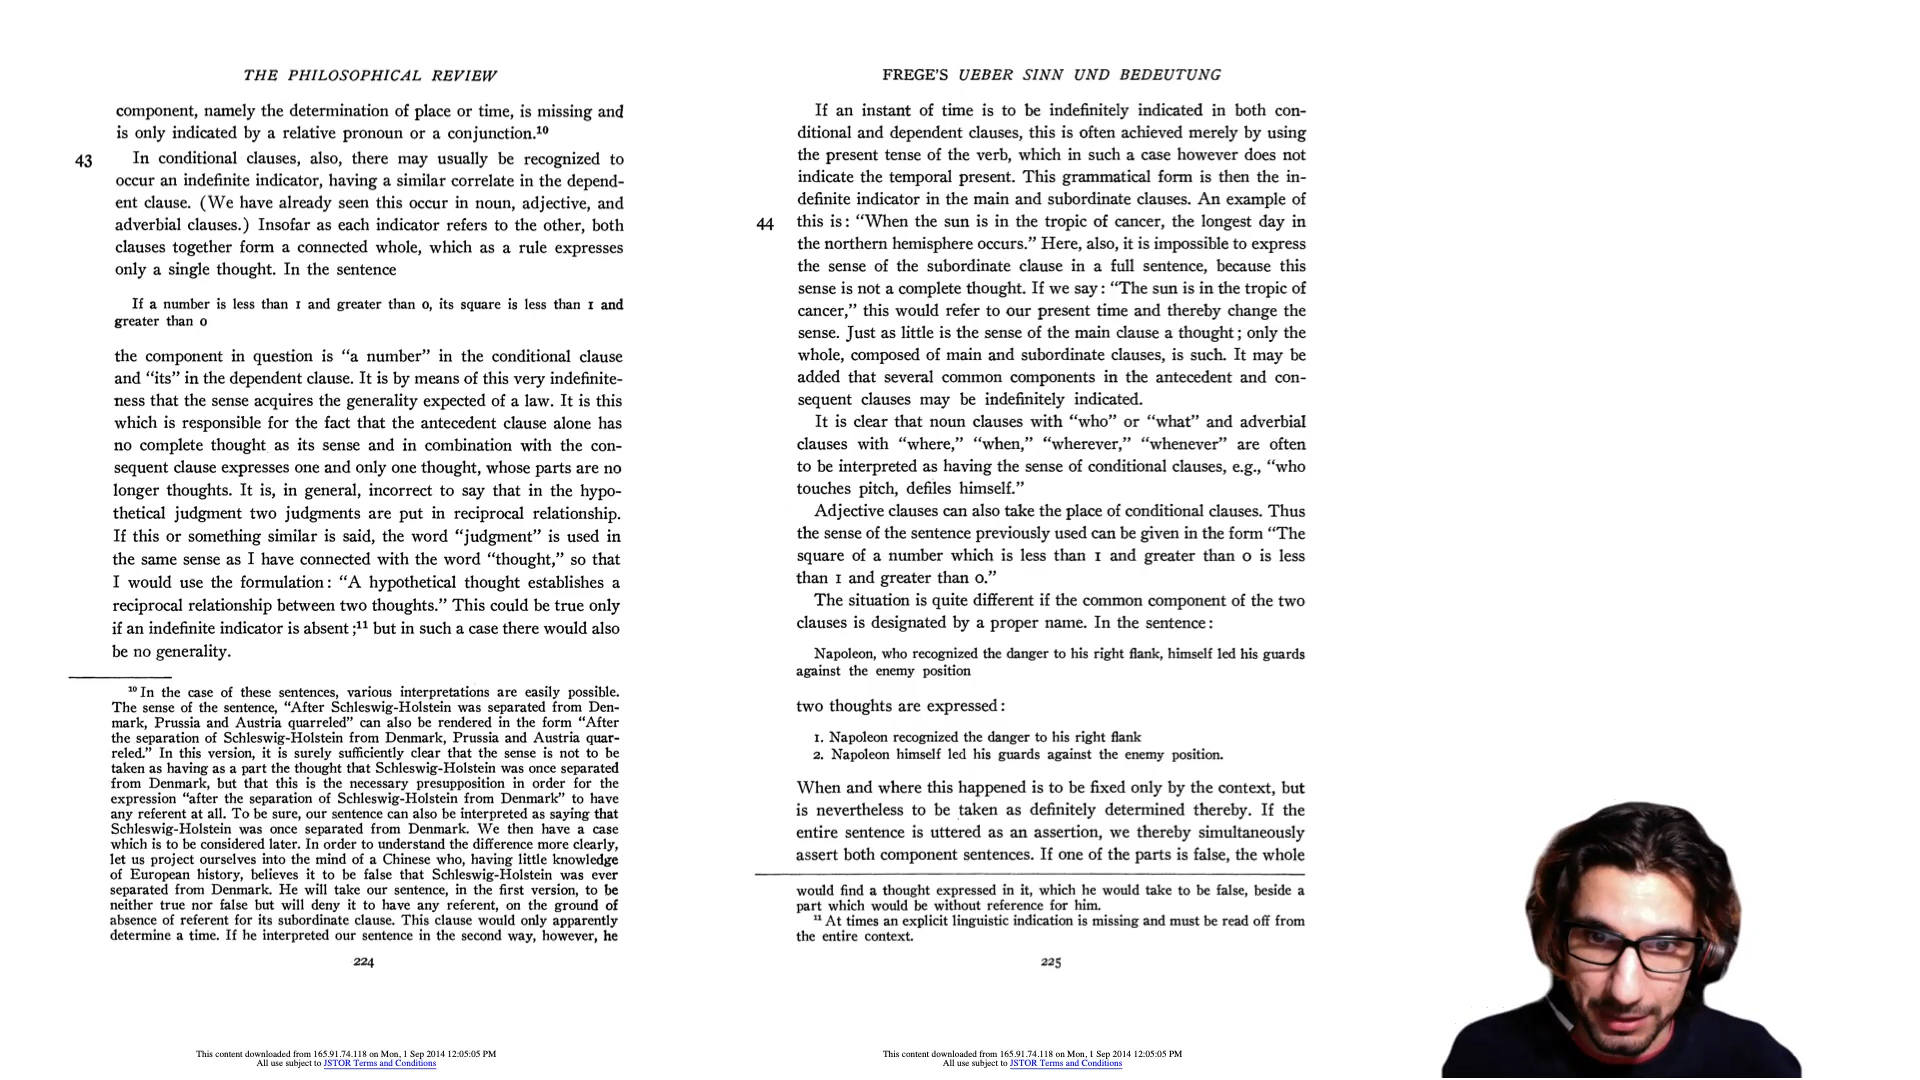 THE PHILOSOPHICAL REVIEW
component, namely the determination of place or time, is missing and
is only indicated by a relative pronoun or a conjunction.¹⁰
43
In conditional clauses, also, there may usually be recognized to
occur an indefinite indicator, having a similar correlate in the depend-
ent clause. (We have already seen this occur in noun, adjective, and
adverbial clauses.) Insofar as each indicator refers to the other, both
clauses together form a connected whole, which as a rule expresses
only a single thought. In the sentence
If a number is less than 1 and greater than 0, its square is less than 1 and
greater than 0
the component in question is “a number” in the conditional clause
and “its” in the dependent clause. It is by means of this very indefinite-
ness that the sense acquires the generality expected of a law. It is this
which is responsible for the fact that the antecedent clause alone has
no complete thought as its sense and in combination with the con-
sequent clause expresses one and only one thought, whose parts are no
longer thoughts. It is, in general, incorrect to say that in the hypo-
thetical judgment two judgments are put in reciprocal relationship.
If this or something similar is said, the word “judgment” is used in
the same sense as I have connected with the word “thought,” so that
I would use the formulation: “A hypothetical thought establishes a
reciprocal relationship between two thoughts.” This could be true only
if an indefinite indicator is absent;¹¹ but in such a case there would also
be no generality.
¹⁰ In the case of these sentences, various interpretations are easily possible.
The sense of the sentence, “After Schleswig-Holstein was separated from Den-
mark, Prussia and Austria quarreled” can also be rendered in the form “After
the separation of Schleswig-Holstein from Denmark, Prussia and Austria quar-
reled.” In this version, it is surely sufficiently clear that the sense is not to be
taken as having as a part the thought that Schleswig-Holstein was once separated
from Denmark, but that this is the necessary presupposition in order for the
expression “after the separation of Schleswig-Holstein from Denmark” to have
any referent at all. To be sure, our sentence can also be interpreted as saying that
Schleswig-Holstein was once separated from Denmark. We then have a case
which is to be considered later. In order to understand the difference more clearly,
let us project ourselves into the mind of a Chinese who, having little knowledge
of European history, believes it to be false that Schleswig-Holstein was ever
separated from Denmark. He will take our sentence, in the first version, to be
neither true nor false but will deny it to have any referent, on the ground of
absence of referent for its subordinate clause. This clause would only apparently
determine a time. If he interpreted our sentence in the second way, however, he
224
This content downloaded from 165.91.74.118 on Mon, 1 Sep 2014 12:05:05 PM
All use subject to JSTOR Terms and Conditions
FREGE'S UEBER SINN UND BEDEUTUNG
If an instant of time is to be indefinitely indicated in both con-
ditional and dependent clauses, this is often achieved merely by using
the present tense of the verb, which in such a case however does not
indicate the temporal present. This grammatical form is then the in-
definite indicator in the main and subordinate clauses. An example of
44
this is: “When the sun is in the tropic of cancer, the longest day in
the northern hemisphere occurs.” Here, also, it is impossible to express
the sense of the subordinate clause in a full sentence, because this
sense is not a complete thought. If we say: “The sun is in the tropic of
cancer,” this would refer to our present time and thereby change the
sense. Just as little is the sense of the main clause a thought; only the
whole, composed of main and subordinate clauses, is such. It may be
added that several common components in the antecedent and con-
sequent clauses may be indefinitely indicated.
It is clear that noun clauses with “who” or “what” and adverbial
clauses with “where,” “when,” “wherever,” “whenever” are often
to be interpreted as having the sense of conditional clauses, e.g., “who
touches pitch, defiles himself.”
Adjective clauses can also take the place of conditional clauses. Thus
the sense of the sentence previously used can be given in the form “The
square of a number which is less than 1 and greater than 0 is less
than 1 and greater than 0.”
The situation is quite different if the common component of the two
clauses is designated by a proper name. In the sentence:
Napoleon, who recognized the danger to his right flank, himself led his guards
against the enemy position
two thoughts are expressed:
1. Napoleon recognized the danger to his right flank
2. Napoleon himself led his guards against the enemy position.
When and where this happened is to be fixed only by the context, but
is nevertheless to be taken as definitely determined thereby. If the
entire sentence is uttered as an assertion, we thereby simultaneously
assert both component sentences. If one of the parts is false, the whole
would find a thought expressed in it, which he would take to be false, beside a
part which would be without reference for him.
¹¹ At times an explicit linguistic indication is missing and must be read off from
the entire context.
225
This content downloaded from 165.91.74.118 on Mon, 1 Sep 2014 12:05:05 PM
All use subject to JSTOR Terms and Conditions